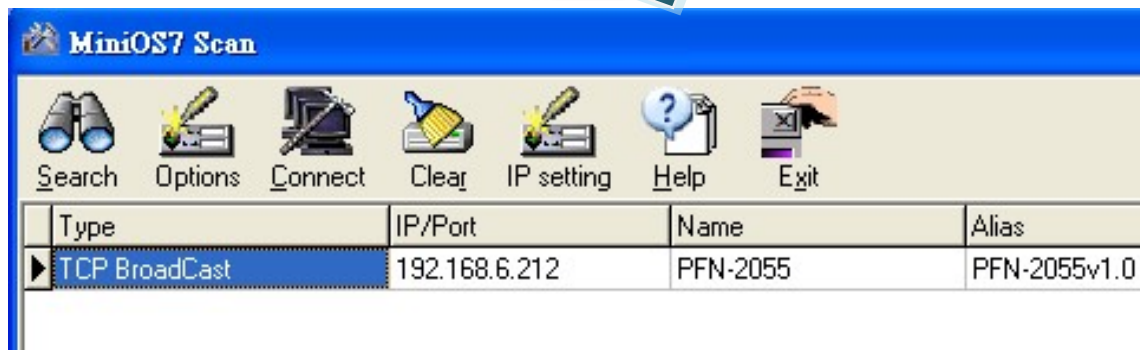 MiniOS7 Scan
Search Options Connect Clear IP setting Help Exit
Type IP/Port Name Alias
TCP BroadCast 192.168.6.212 PFN-2055 PFN-2055v1.0